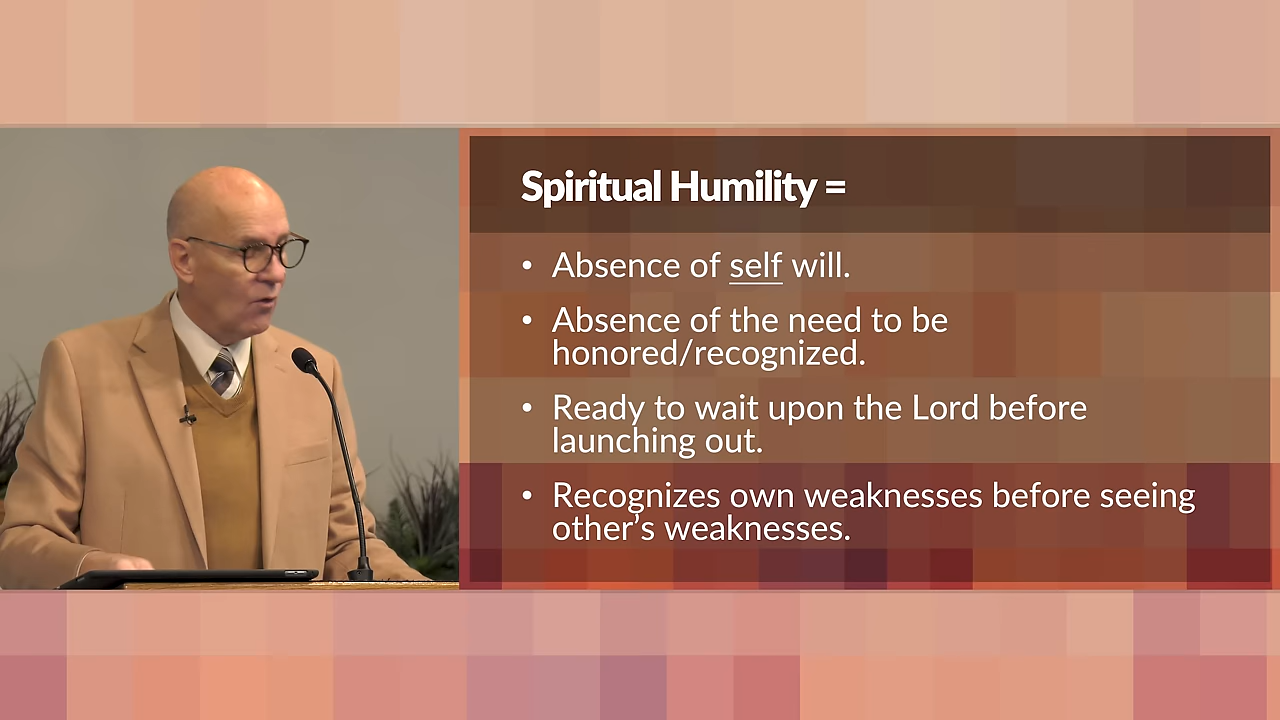 Spiritual Humility =
• Absence of self will.
• Absence of the need to be
honored/recognized.
• Ready to wait upon the Lord before
launching out.
• Recognizes own weaknesses before seeing
other’s weaknesses.